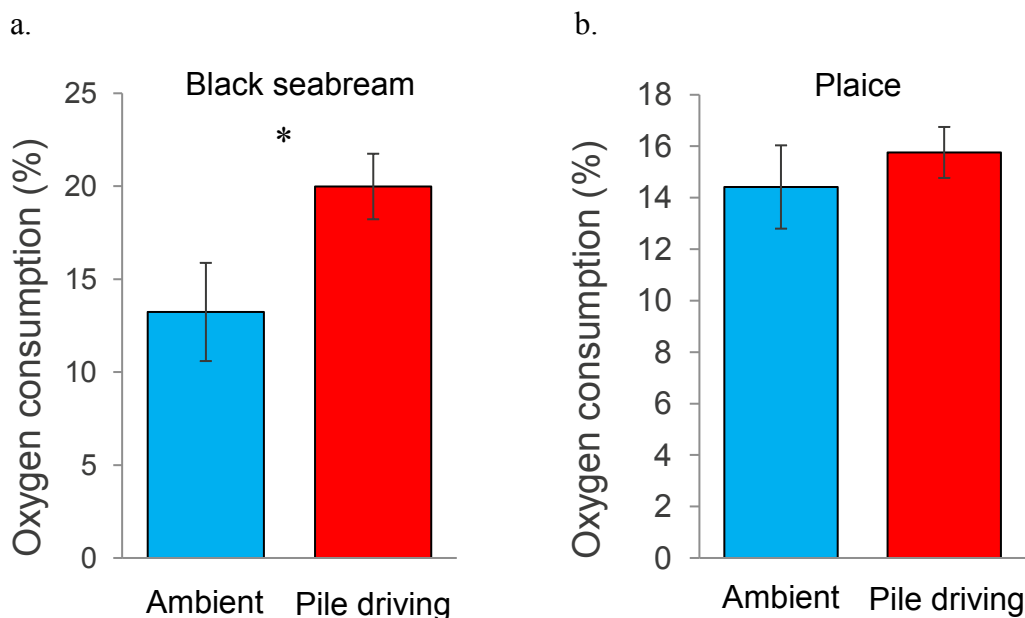 a.
Black seabream
*
Oxygen consumption (%)
25
20
15
10
5
0
Ambient
Pile driving
b.
Plaice
Oxygen consumption (%)
18
16
14
12
10
8
6
4
2
0
Ambient
Pile driving